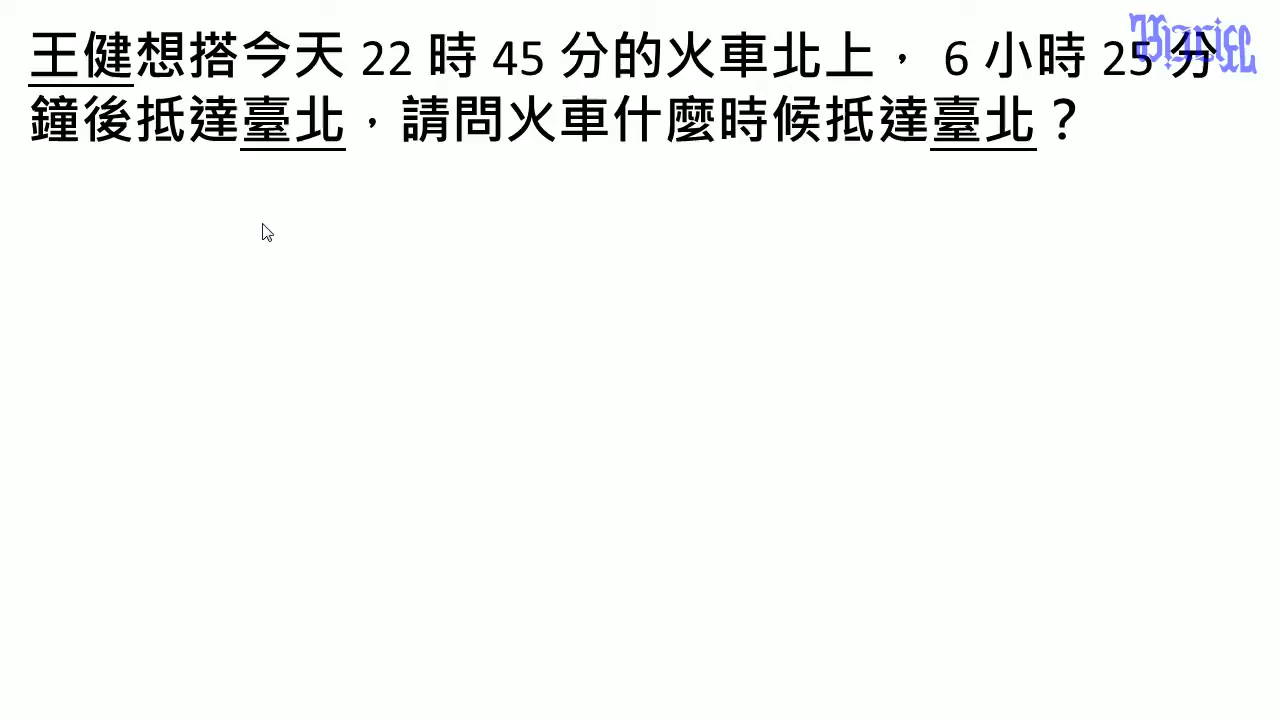 王健想搭今天 22 時 45 分的火車北上， 6 小時 25 分
鐘後抵達臺北，請問火車什麼時候抵達臺北？